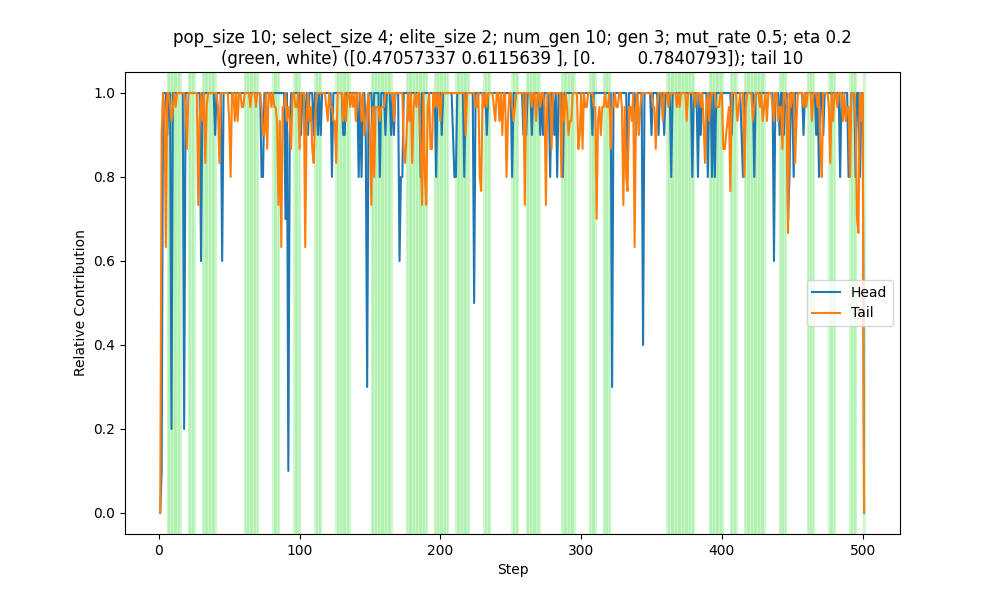 pop_size 10; select_size 4; elite_size 2; num_gen 10; gen 3; mut_rate 0.5; eta 0.2
(green, white) ([0.47057337 0.6115639 ], [0.         0.7840793]); tail 10
1.0
0.8
0.6
0.4
0.2
0.0
Relative Contribution
Head
Tail
0
100
200
300
400
500
Step